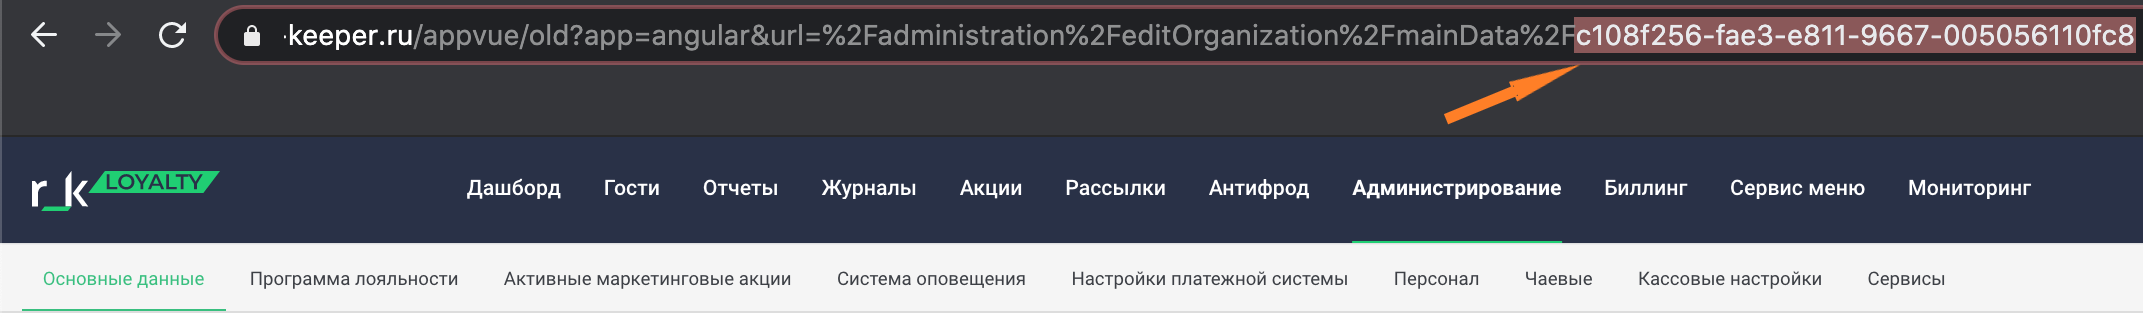 -keeper.ru/appvue/old?app=angular&url=%2Fadministration%2FeditOrganization%2FmainData%2Fc108f256-fae3-e811-9667-005056110fc8
r_k LOYALTY Дашборд Гости Отчеты Журналы Акции Рассылки Антифрод Администрирование Биллинг Сервис меню Мониторинг
Основные данные Программа лояльности Активные маркетинговые акции Система оповещения Настройки платежной системы Персонал Чаевые Кассовые настройки Сервисы